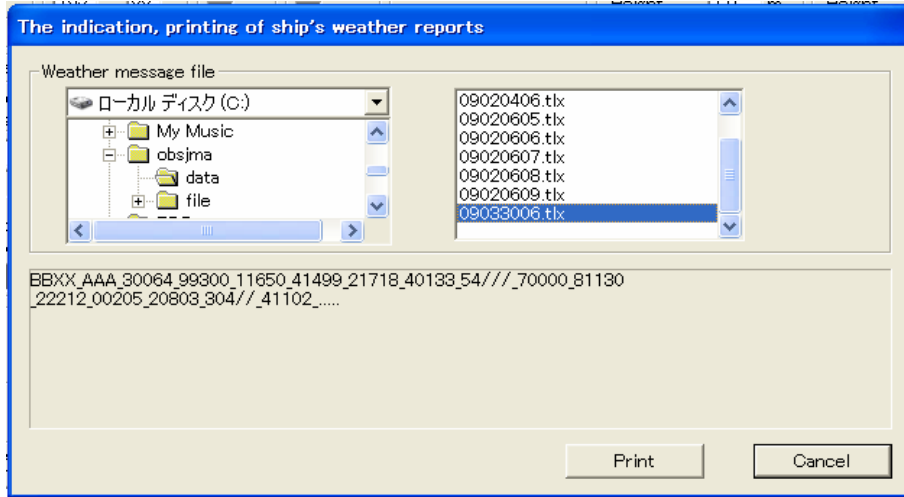 The indication, printing of ship's weather reports
Weather message file
ローカル ディスク (C:)
My Music
obsjma
data
file
09020406.tlx
09020605.tlx
09020606.tlx
09020607.tlx
09020608.tlx
09020609.tlx
09033006.tlx
BBXX_AAA_30064_99300_11650_41499_21718_40133_54///_70000_81130
_22212_00205_20803_304//_41102_.....
Print
Cancel